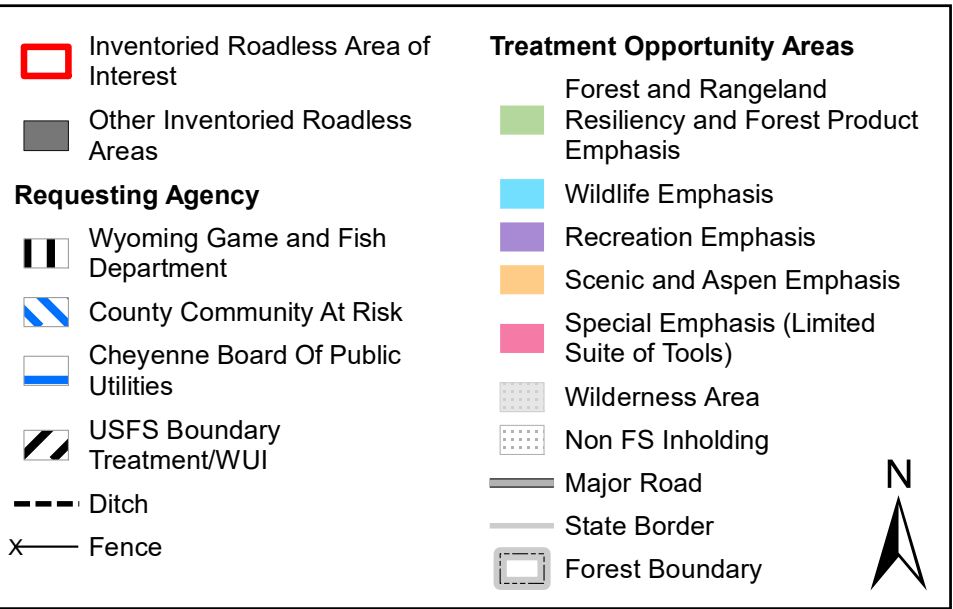 Inventoried Roadless Area of
Interest
Other Inventoried Roadless
Areas
Requesting Agency
Wyoming Game and Fish
Department
County Community At Risk
Cheyenne Board Of Public
Utilities
USFS Boundary
Treatment/WUI
Ditch
X
Fence
Treatment Opportunity Areas
Forest and Rangeland
Resiliency and Forest Product
Emphasis
Wildlife Emphasis
Recreation Emphasis
Scenic and Aspen Emphasis
Special Emphasis (Limited
Suite of Tools)
Wilderness Area
Non FS Inholding
Major Road
State Border
Forest Boundary
N